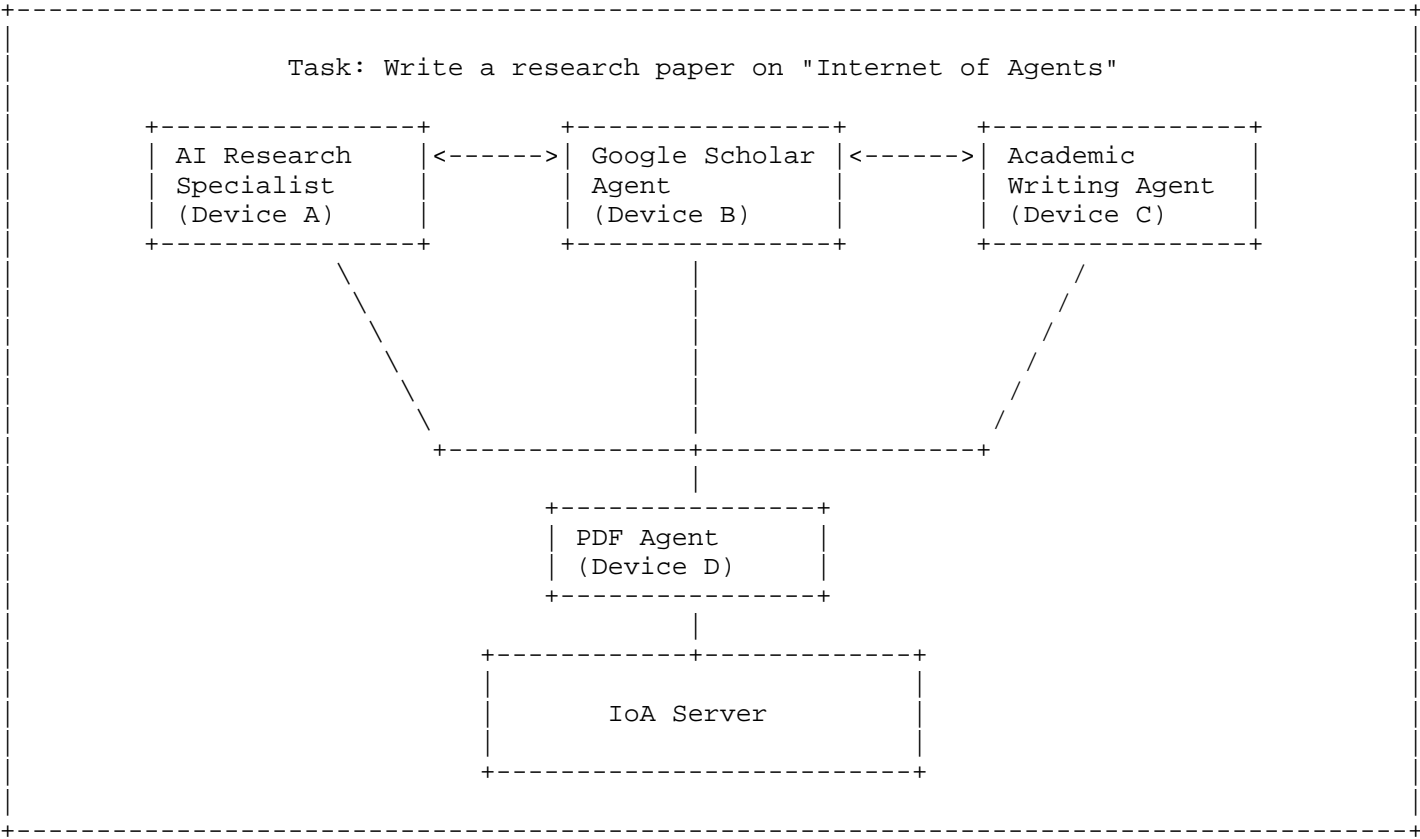 Task: Write a research paper on "Internet of Agents"
AI Research Specialist (Device A)
Google Scholar Agent (Device B)
Academic Writing Agent (Device C)
PDF Agent (Device D)
IoA Server